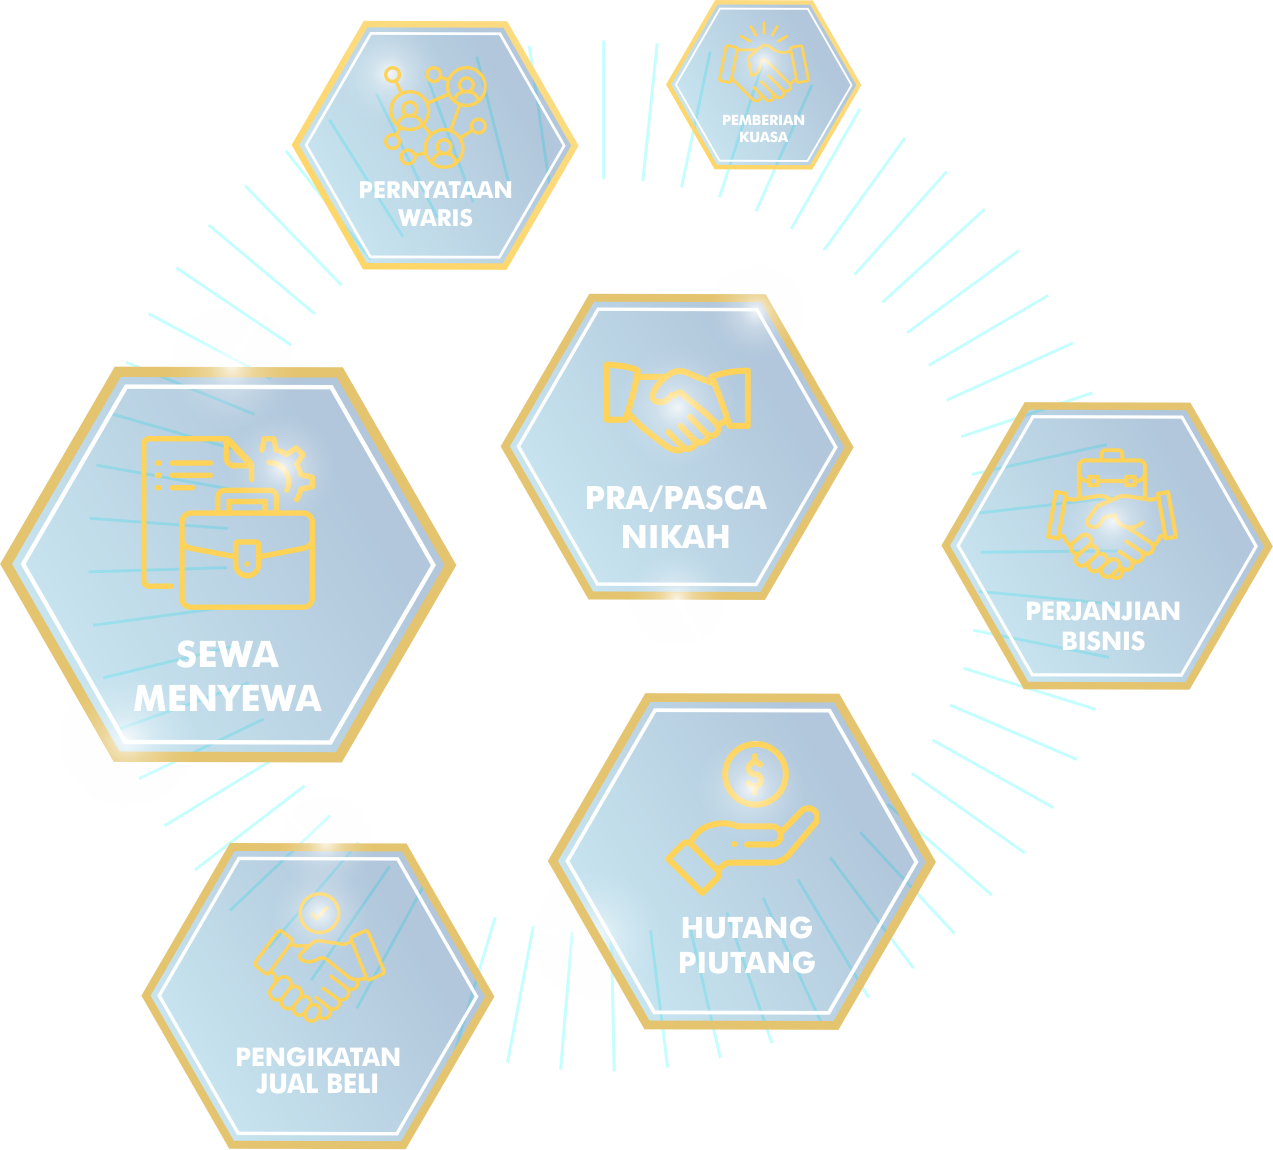 PEMBERIAN
KUASA
PERNYATAAN
WARIS
PRA/PASCA
NIKAH
PERJANJIAN
BISNIS
SEWA
MENYEWA
HUTANG
PIUTANG
PENGIKATAN
JUAL BELI